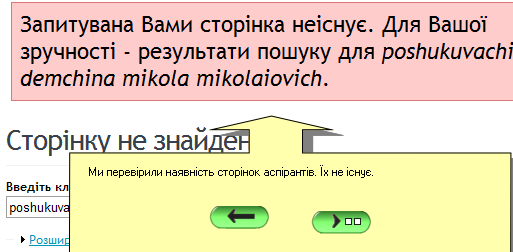 Запитувана Вами сторінка неіснує. Для Вашої
зручності - результати пошуку для poshukuvachi
demchina mikola mikolaiovich.
Сторінку не знайден
Ми перевірили наявність сторінок аспірантів. Їх не існує.
Введіть кл
poshukuva
Розшир